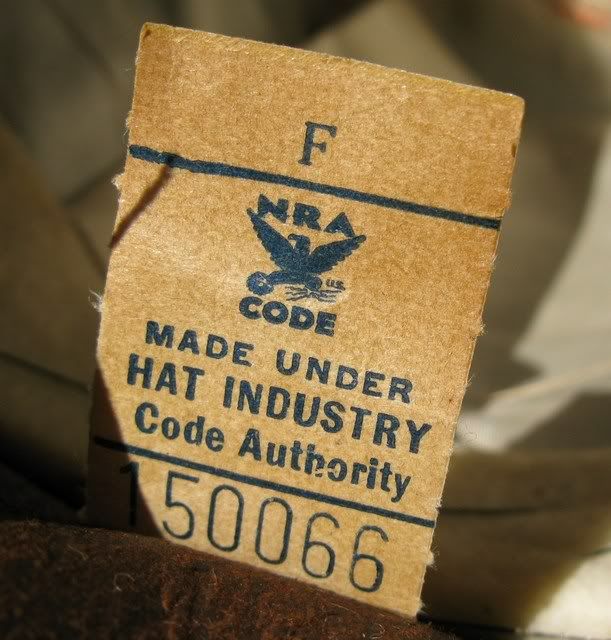 F
NRA
U.S.
CODE
MADE UNDER
HAT INDUSTRY
Code Authority
150066